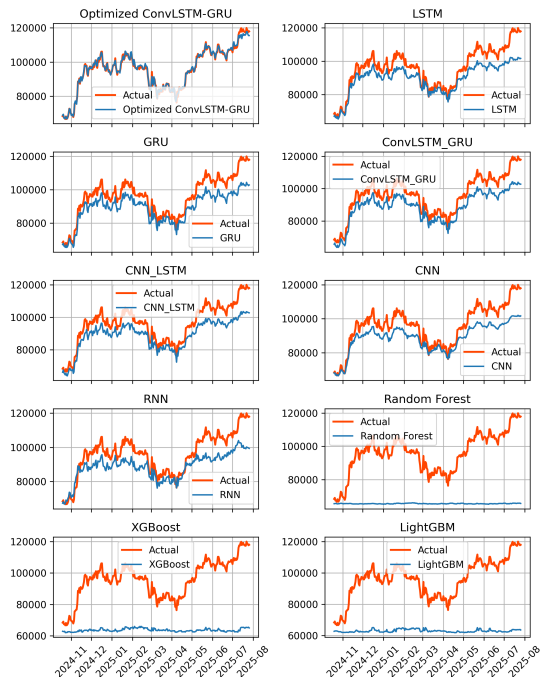 Optimized ConvLSTM-GRU
120000
100000
80000
Actual
Optimized ConvLSTM-GRU
LSTM
120000
100000
80000
Actual
LSTM
GRU
120000
100000
80000
Actual
GRU
ConvLSTM_GRU
120000
100000
80000
Actual
ConvLSTM_GRU
CNN_LSTM
120000
100000
80000
Actual
CNN_LSTM
CNN
120000
100000
80000
Actual
CNN
RNN
120000
100000
80000
Actual
RNN
Random Forest
120000
100000
80000
Actual
Random Forest
XGBoost
120000
100000
80000
60000
Actual
XGBoost
2024-11
2024-12
2025-01
2025-02
2025-03
2025-04
2025-05
2025-06
2025-07
2025-08
LightGBM
120000
100000
80000
60000
Actual
LightGBM
2024-11
2024-12
2025-01
2025-02
2025-03
2025-04
2025-05
2025-06
2025-07
2025-08